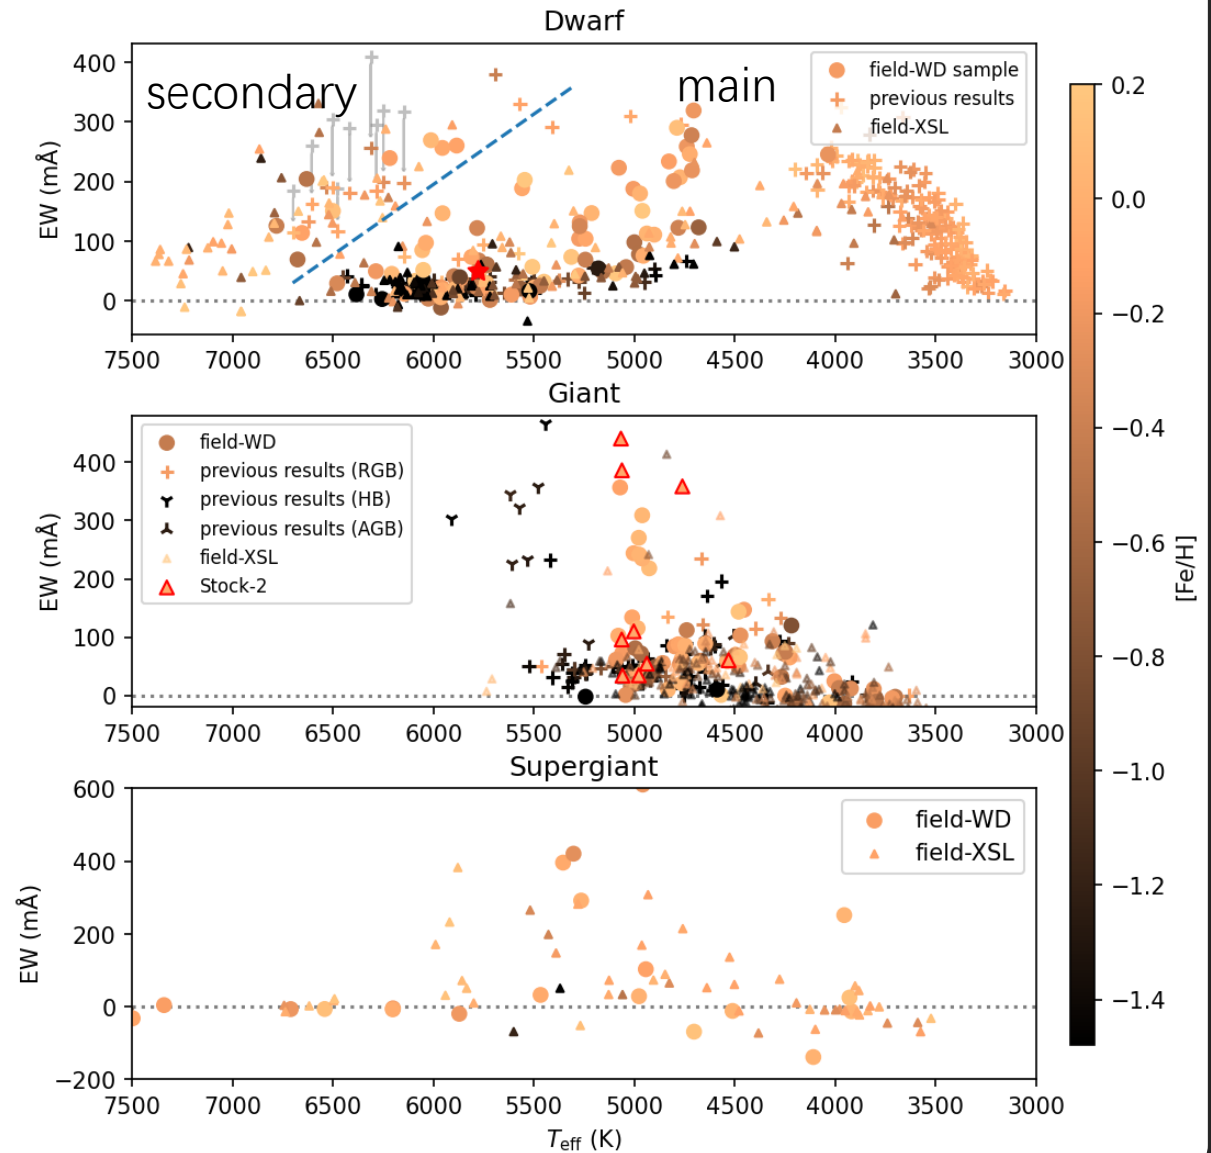 Dwarf
400
300
200
100
0
EW (mÅ)
secondary
main
field-WD sample
previous results
field-XSL
7500 7000 6500 6000 5500 5000 4500 4000 3500 3000
Giant
400
300
200
100
0
EW (mÅ)
field-WD
previous results (RGB)
previous results (HB)
previous results (AGB)
field-XSL
Stock-2
7500 7000 6500 6000 5500 5000 4500 4000 3500 3000
Supergiant
600
400
200
0
−200
EW (mÅ)
field-WD
field-XSL
7500 7000 6500 6000 5500 5000 4500 4000 3500 3000
Teff (K)
0.2
0.0
−0.2
−0.4
−0.6
−0.8
−1.0
−1.2
−1.4
[Fe/H]